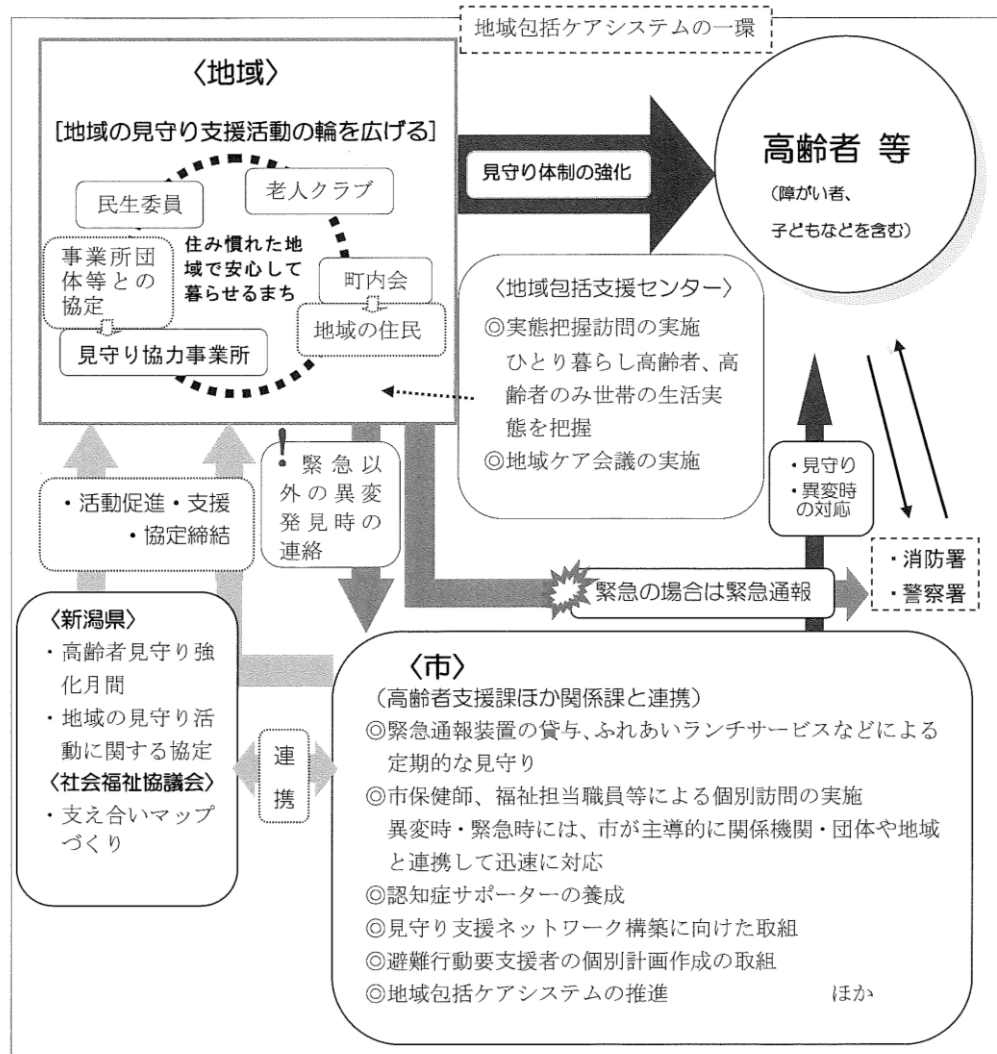 地域包括ケアシステムの一環
〈地域〉
[地域の見守り支援活動の輪を広げる]
民生委員
老人クラブ
事業所団
体等との
協定
住み慣れた地
域で安心して
暮らせるまち
町内会
地域の住民
見守り協力事業所
見守り体制の強化
高齢者 等
(障がい者、
子どもなどを含む)
〈地域包括支援センター〉
◎実態把握訪問の実施
ひとり暮らし高齢者、高
齢者のみ世帯の生活実
態を把握
◎地域ケア会議の実施
・活動促進・支援
・協定締結
!
・緊急以
外の異変
発見時の
連絡
・見守り
・異変時
の対応
緊急の場合は緊急通報
・消防署
・警察署
〈新潟県〉
・高齢者見守り強
化月間
・地域の見守り活
動に関する協定
〈社会福祉協議会〉
・支え合いマップ
づくり
連
携
〈市〉
(高齢者支援課ほか関係課と連携)
◎緊急通報装置の貸与、ふれあいランチサービスなどによる
定期的な見守り
◎市保健師、福祉担当職員等による個別訪問の実施
異変時・緊急時には、市が主導的に関係機関・団体や地域
と連携して迅速に対応
◎認知症サポーターの養成
◎見守り支援ネットワーク構築に向けた取組
◎避難行動要支援者の個別計画作成の取組
◎地域包括ケアシステムの推進 ほか